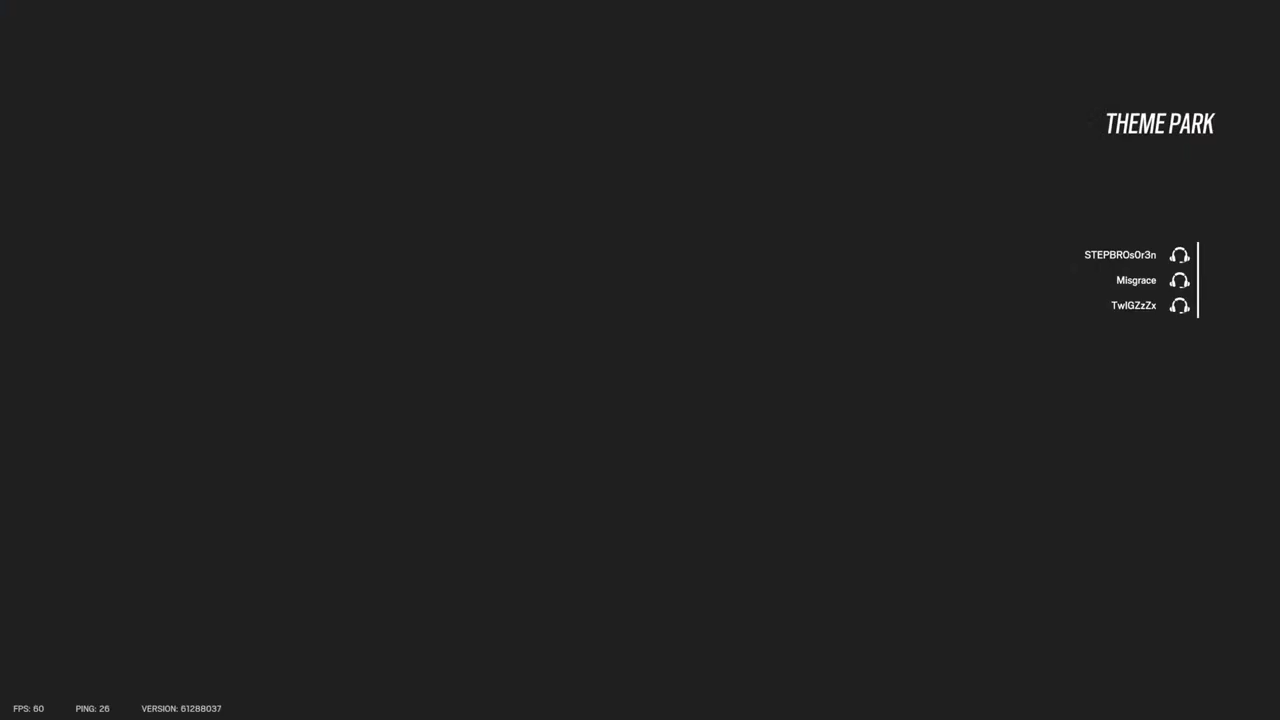 THEME PARK
STEPBROs0r3n
Misgrace
TwIGZzZx
FPS: 60 PING: 26 VERSION: 61288037